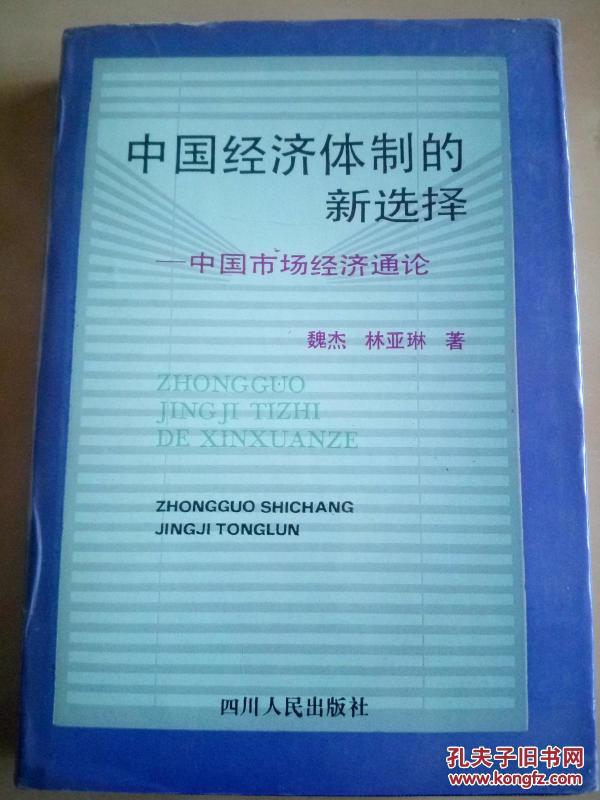 中国经济体制的
新选择
—中国市场经济通论
魏杰 林亚琳 著
ZHONGGUO
JINGJI TIZHI
DE XINXUANZE
ZHONGGUO SHICHANG
JINGJI TONGLUN
四川人民出版社
孔夫子旧书网
www.kongfz.com